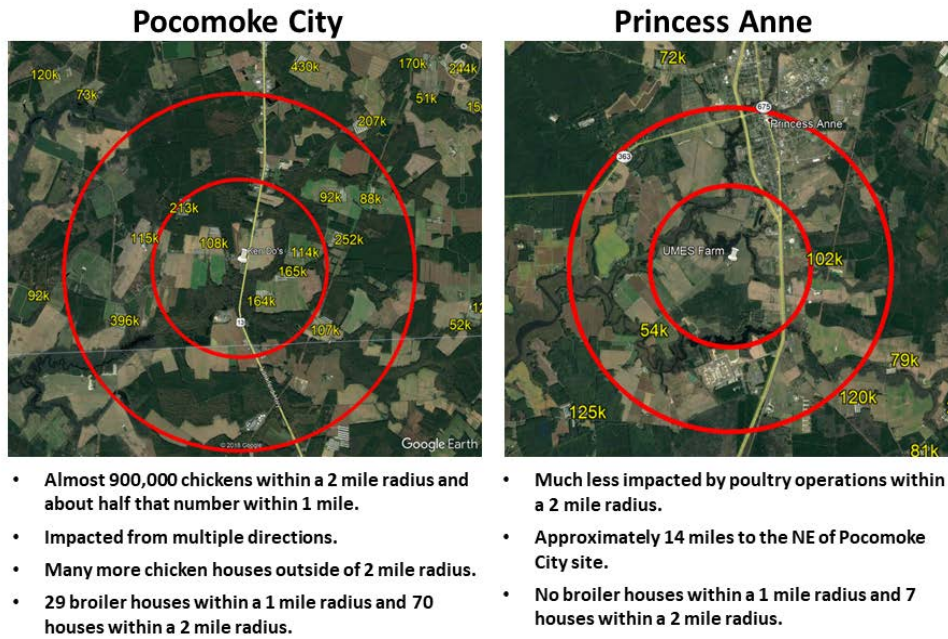 Pocomoke City
Princess Anne
430k
170k
244k
120k
73k
51k
207k
92k
88k
213k
115k
108k
252k
114k
165k
92k
164k
396k
107k
52k
13
© 2018 Google
Google Earth
72k
675
Princess Anne
363
UMES Farm
102k
54k
79k
120k
125k
81k
• Almost 900,000 chickens within a 2 mile radius and
about half that number within 1 mile.
• Impacted from multiple directions.
• Many more chicken houses outside of 2 mile radius.
• 29 broiler houses within a 1 mile radius and 70
houses within a 2 mile radius.
• Much less impacted by poultry operations within
a 2 mile radius.
• Approximately 14 miles to the NE of Pocomoke
City site.
• No broiler houses within a 1 mile radius and 7
houses within a 2 mile radius.